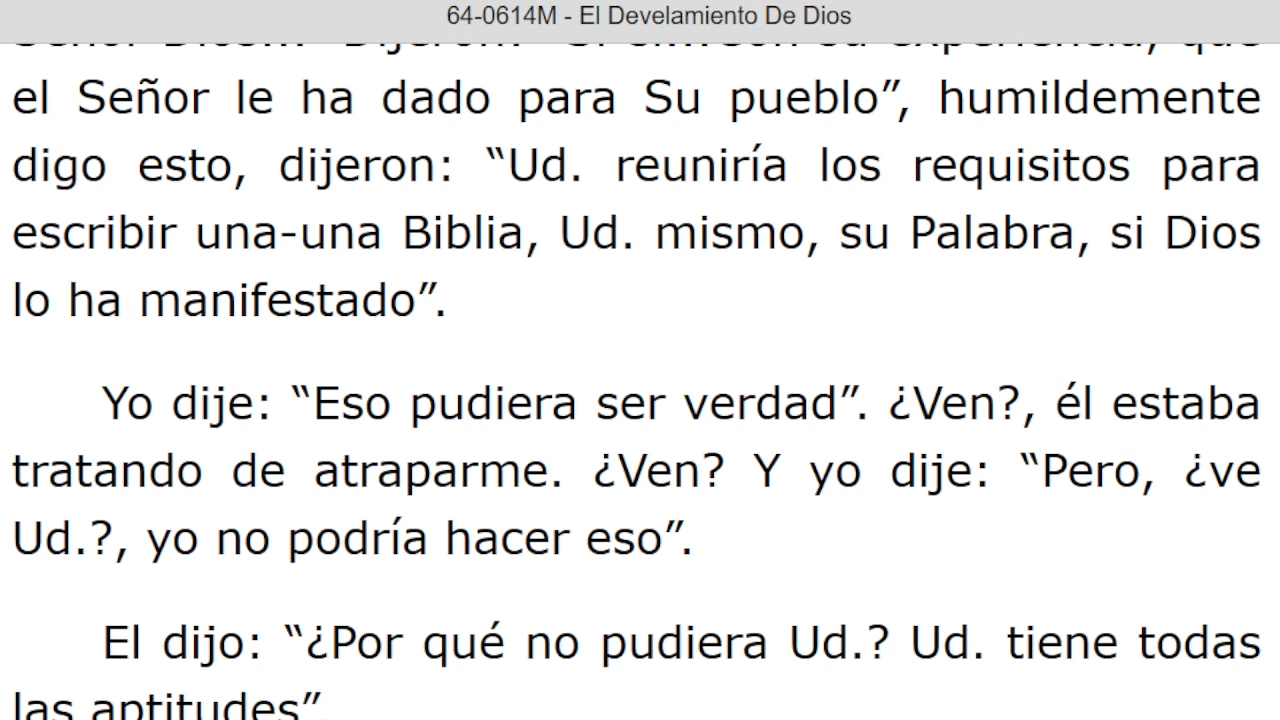 64-0614M - El Develamiento De Dios
el Señor le ha dado para Su pueblo”, humildemente
digo esto, dijeron: “Ud. reuniría los requisitos para
escribir una-una Biblia, Ud. mismo, su Palabra, si Dios
lo ha manifestado”.
Yo dije: “Eso pudiera ser verdad”. ¿Ven?, él estaba
tratando de atraparme. ¿Ven? Y yo dije: “Pero, ¿ve
Ud.?, yo no podría hacer eso”.
El dijo: “¿Por qué no pudiera Ud.? Ud. tiene todas
las aptitudes”.